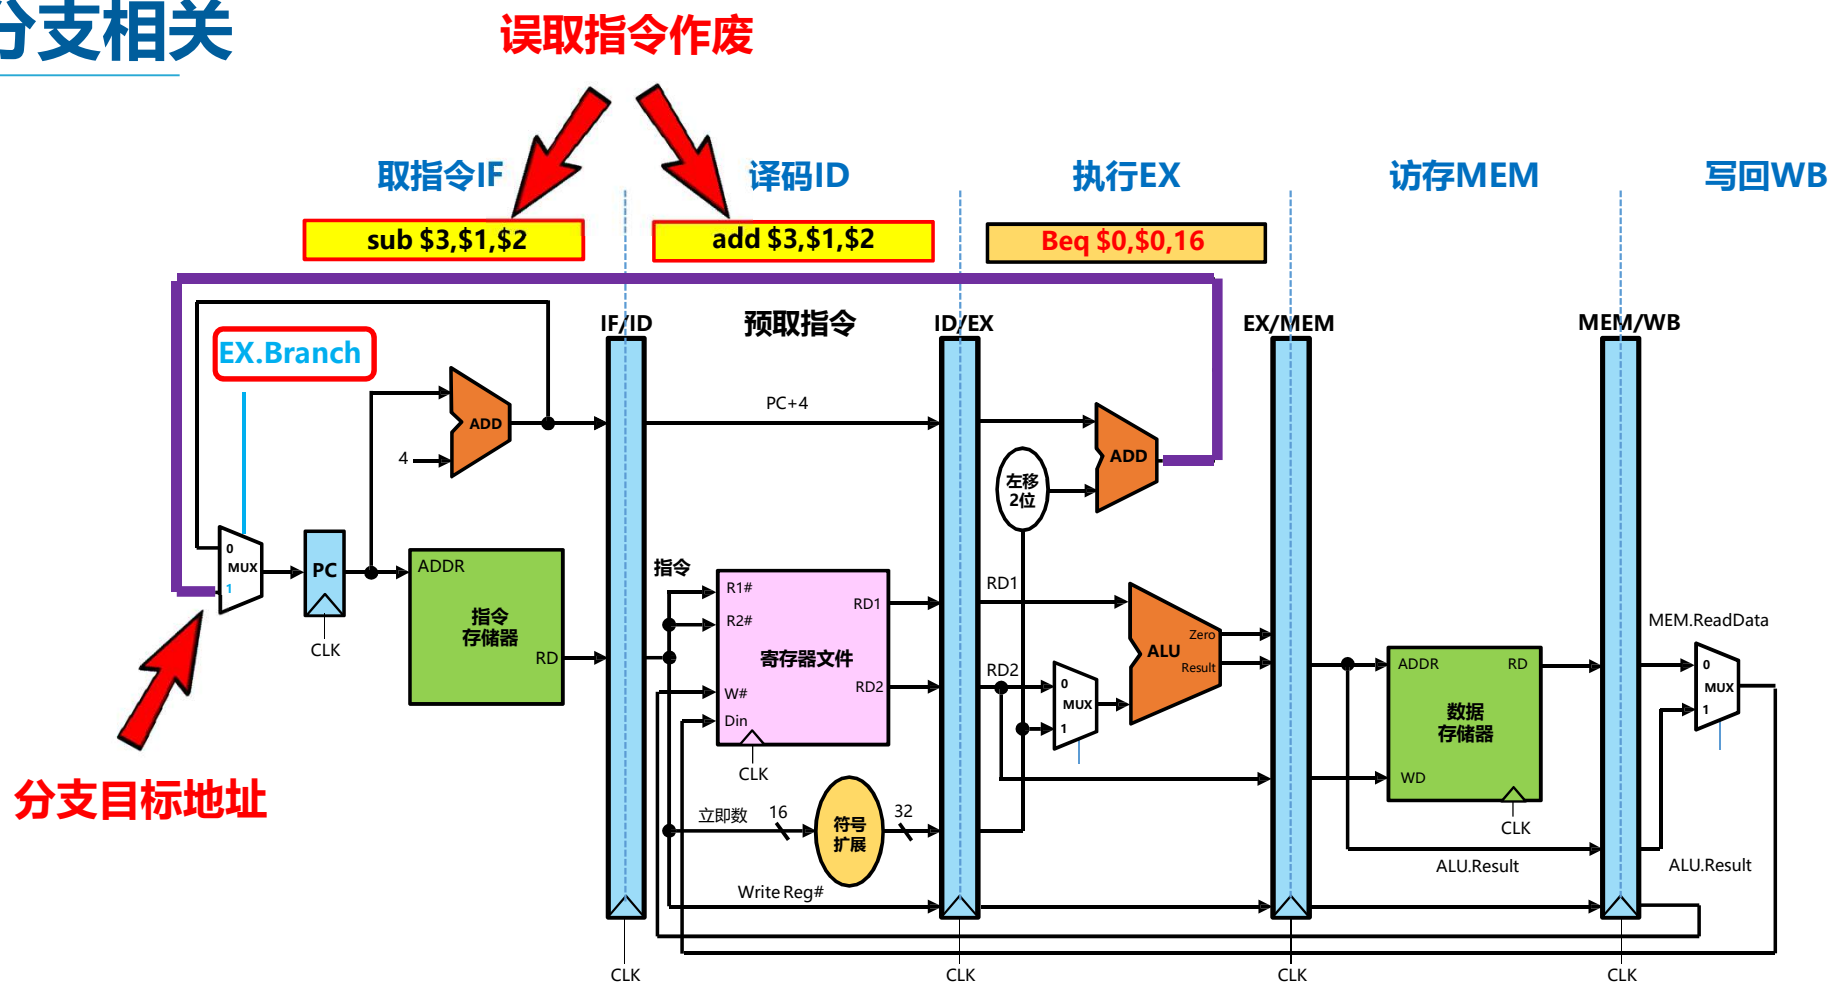 分支相关
误取指令作废
取指令IF
译码ID
执行EX
访存MEM
写回WB
sub $3,$1,$2
add $3,$1,$2
Beq $0,$0,16
IF/ID
预取指令
ID/EX
EX/MEM
MEM/WB
EX.Branch
PC+4
ADD
4
ADD
左移
2位
0
MUX
1
PC
CLK
ADDR
指令
存储器
RD
指令
R1#
R2#
W#
Din
RD1
寄存器文件
RD2
CLK
RD1
RD2
0
MUX
1
Zero
ALU
Result
ADDR
RD
数据
存储器
WD
CLK
MEM.ReadData
0
MUX
1
分支目标地址
立即数
16
符号
扩展
32
Write Reg#
ALU.Result
ALU.Result
CLK
CLK
CLK
CLK